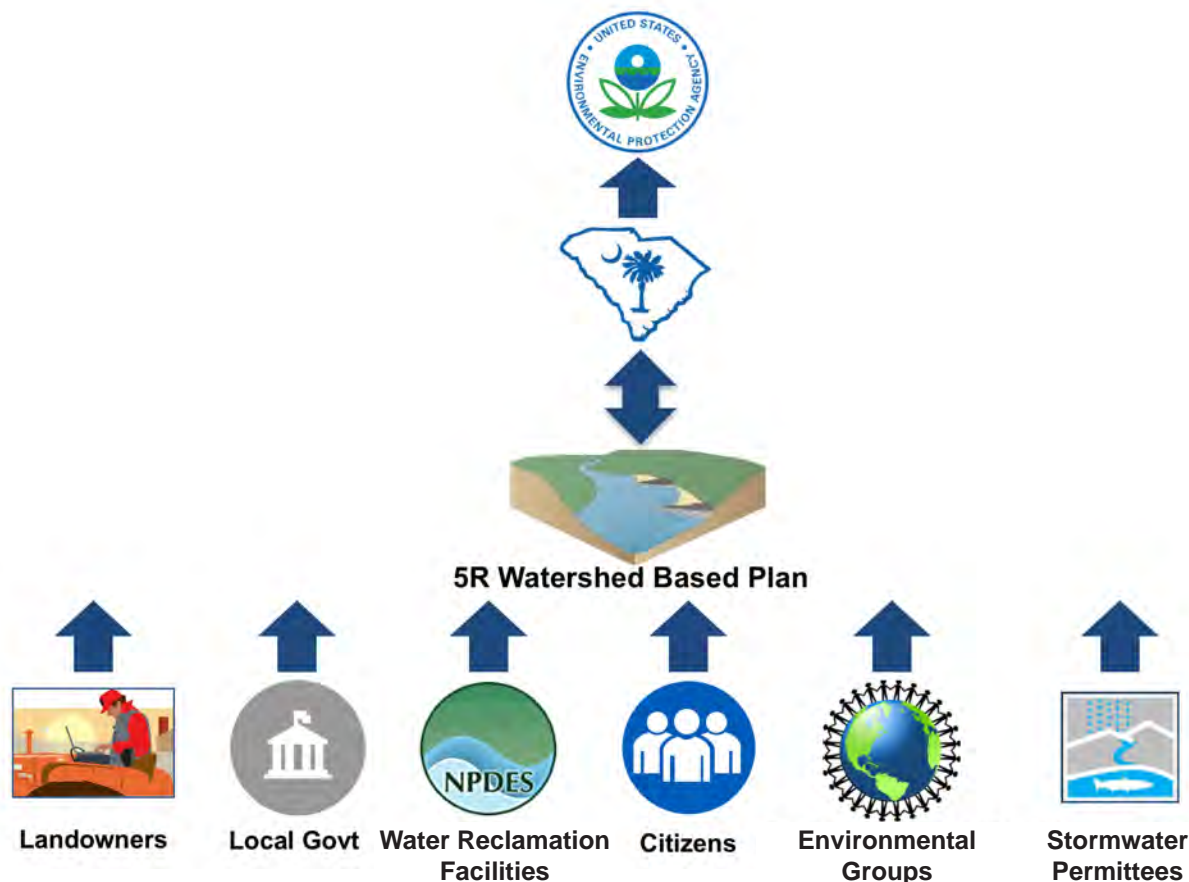 UNITED STATES
ENVIRONMENTAL PROTECTION AGENCY
5R Watershed Based Plan
NPDES
Landowners
Local Govt
Water Reclamation
Facilities
Citizens
Environmental
Groups
Stormwater
Permittees